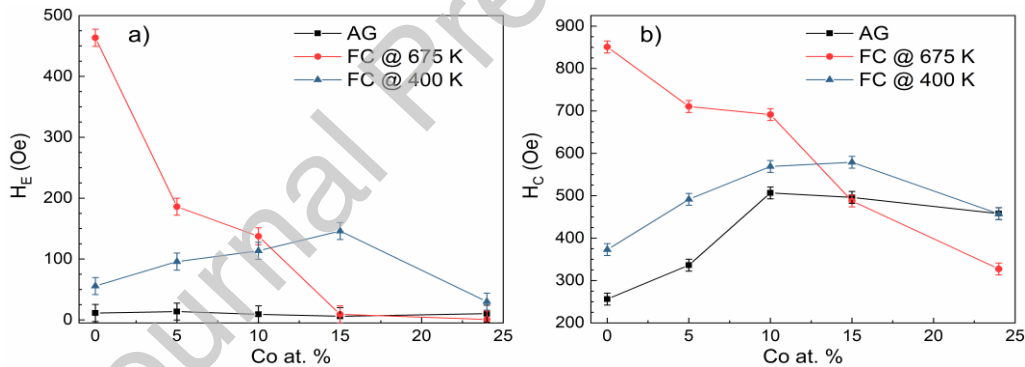 a)
AG
FC @ 675 K
FC @ 400 K
500
400
300
200
100
0
H_E (Oe)
0 5 10 15 20 25
Co at. %
b)
AG
FC @ 675 K
FC @ 400 K
900
800
700
600
500
400
300
200
H_C (Oe)
0 5 10 15 20 25
Co at. %
Journal Pre